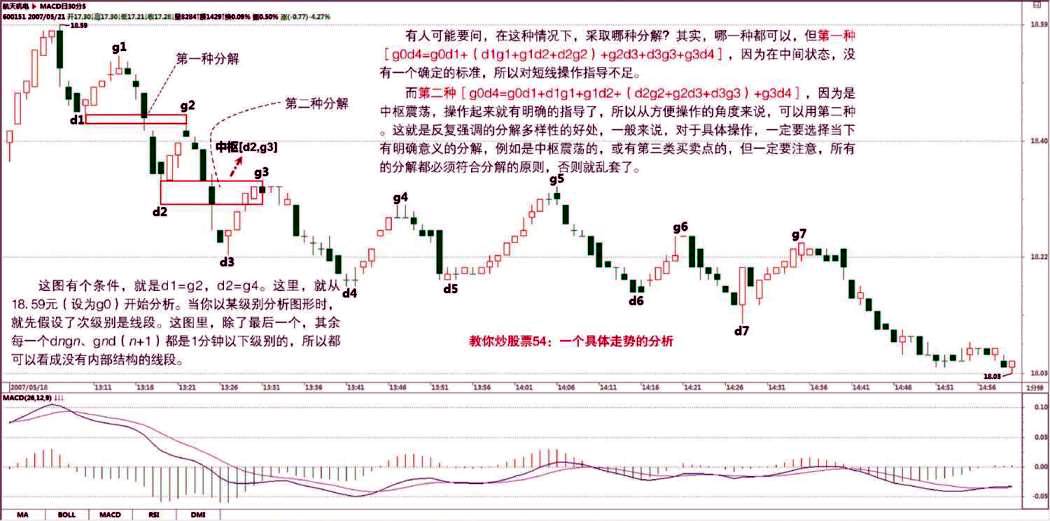 航天机电 ▶ MACD日30分5
600151 2007/05/21 开17.30高17.30低17.21收17.28量8284额1429换0.09% 振0.50% 涨(-0.77) -4.27%
18.59
g1
第一种分解
g2
d1
第二种分解
中枢[d2,g3]
g3
d2
d3
g4
g5
g6
g7
d4
d5
d6
d7
有人可能要问，在这种情况下，采取哪种分解？其实，哪一种都可以，但第一种
［g0d4=g0d1+（d1g1+g1d2+d2g2）+g2d3+d3g3+g3d4］，因为在中间状态，没
有一个确定的标准，所以对短线操作指导不足。
而第二种［g0d4=g0d1+d1g1+g1d2+（d2g2+g2d3+d3g3）+g3d4］，因为是
中枢震荡，操作起来就有明确的指导了，所以从方便操作的角度来说，可以用第二种
。这就是反复强调的分解多样性的好处，一般来说，对于具体操作，一定要选择当下
有明确意义的分解，例如是中枢震荡的，或有第三类买卖点的，但一定要注意，所有
的分解都必须符合分解的原则，否则就乱套了。
这图有个条件，就是d1=g2，d2=g4。这里，就从
18.59元（设为g0）开始分析。当你以某级别分析图形时，
就先假设了次级别是线段。这图里，除了最后一个，其余
每一个dngn、gnd（n+1）都是1分钟以下级别的，所以都
可以看成没有内部结构的线段。
教你炒股票54：一个具体走势的分析
18.03
18.59
18.40
18.22
18.03
2007/05/18 13:11 13:16 13:21 13:26 13:31 13:36 13:41 13:46 13:51 13:56 14:01 14:06 14:11 14:16 14:21 14:26 14:31 14:36 14:41 14:46 14:51 14:56 1分钟
MACD(26,12,9)
0.10
0.05
0.00
0.05
MA BOLL MACD RSI DMI